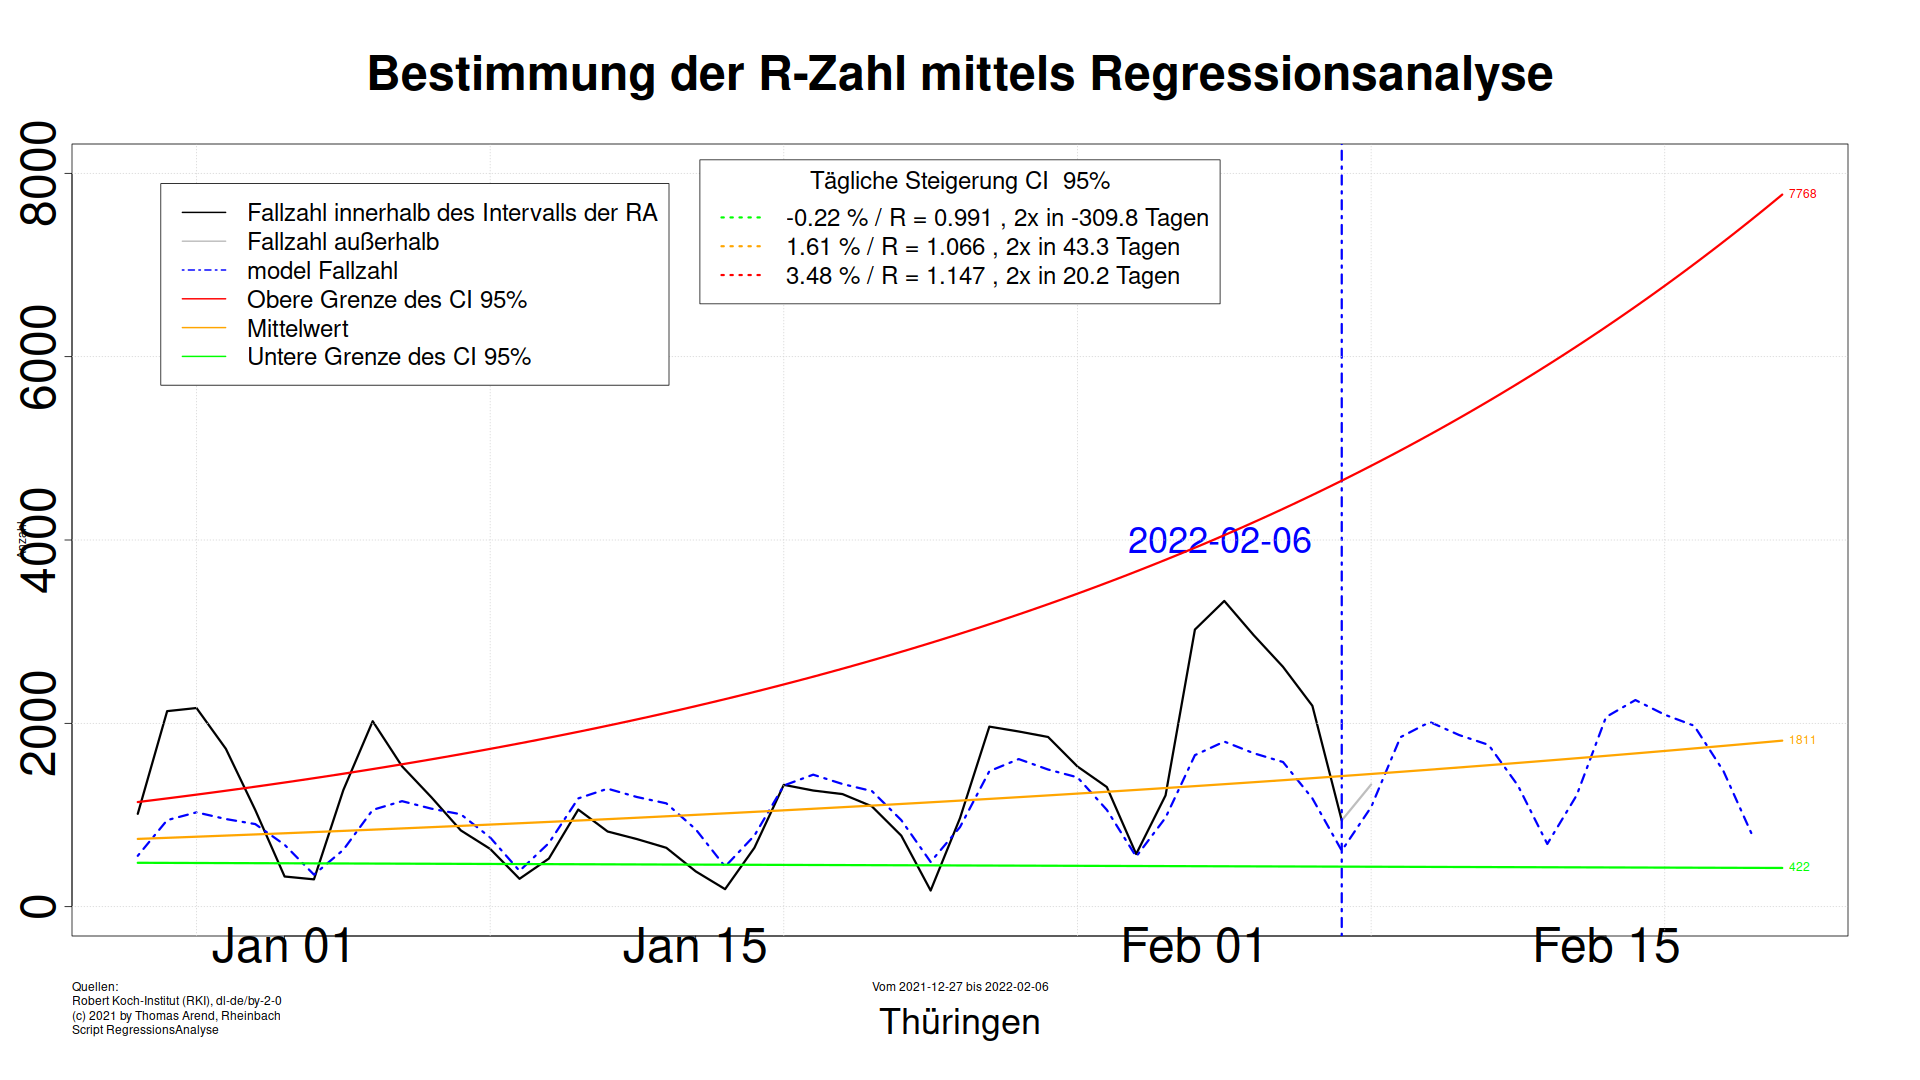 Bestimmung der R-Zahl mittels Regressionsanalyse
8000
6000
4000
2000
0
Anzahl
Fallzahl innerhalb des Intervalls der RA
Fallzahl außerhalb
model Fallzahl
Obere Grenze des CI 95%
Mittelwert
Untere Grenze des CI 95%
Tägliche Steigerung CI  95%
-0.22 % / R = 0.991 , 2x in -309.8 Tagen
1.61 % / R = 1.066 , 2x in 43.3 Tagen
3.48 % / R = 1.147 , 2x in 20.2 Tagen
7768
2022-02-06
1811
422
Jan 01
Jan 15
Feb 01
Feb 15
Quellen:
Robert Koch-Institut (RKI), dl-de/by-2-0
(c) 2021 by Thomas Arend, Rheinbach
Script RegressionsAnalyse
Vom 2021-12-27 bis 2022-02-06
Thüringen